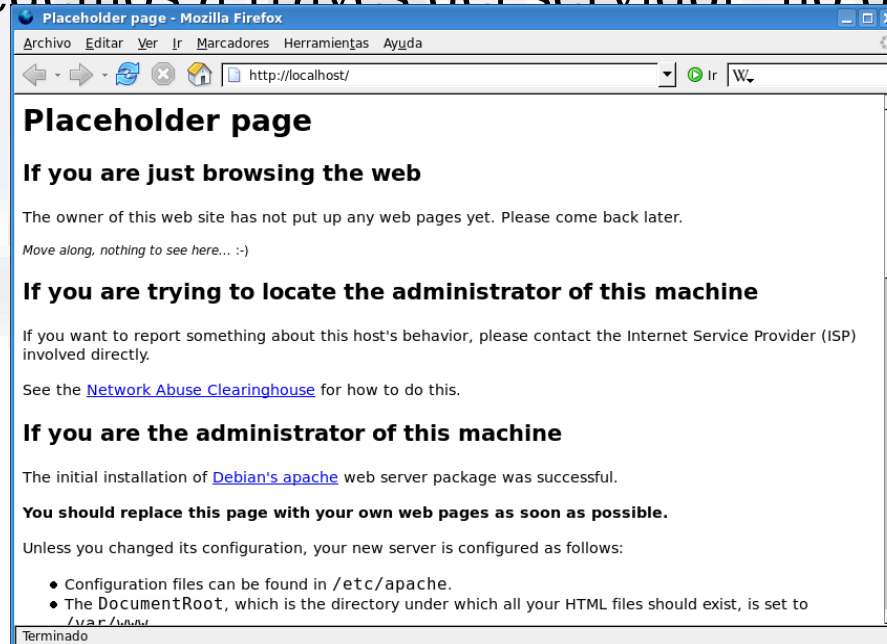 Placeholder page - Mozilla Firefox
Archivo Editar Ver Ir Marcadores Herramientas Ayuda
http://localhost/ Ir W
Placeholder page
If you are just browsing the web
The owner of this web site has not put up any web pages yet. Please come back later.
Move along, nothing to see here... :-)
If you are trying to locate the administrator of this machine
If you want to report something about this host's behavior, please contact the Internet Service Provider (ISP)
involved directly.
See the Network Abuse Clearinghouse for how to do this.
If you are the administrator of this machine
The initial installation of Debian's apache web server package was successful.
You should replace this page with your own web pages as soon as possible.
Unless you changed its configuration, your new server is configured as follows:
• Configuration files can be found in /etc/apache.
• The DocumentRoot, which is the directory under which all your HTML files should exist, is set to
/var/www
Terminado